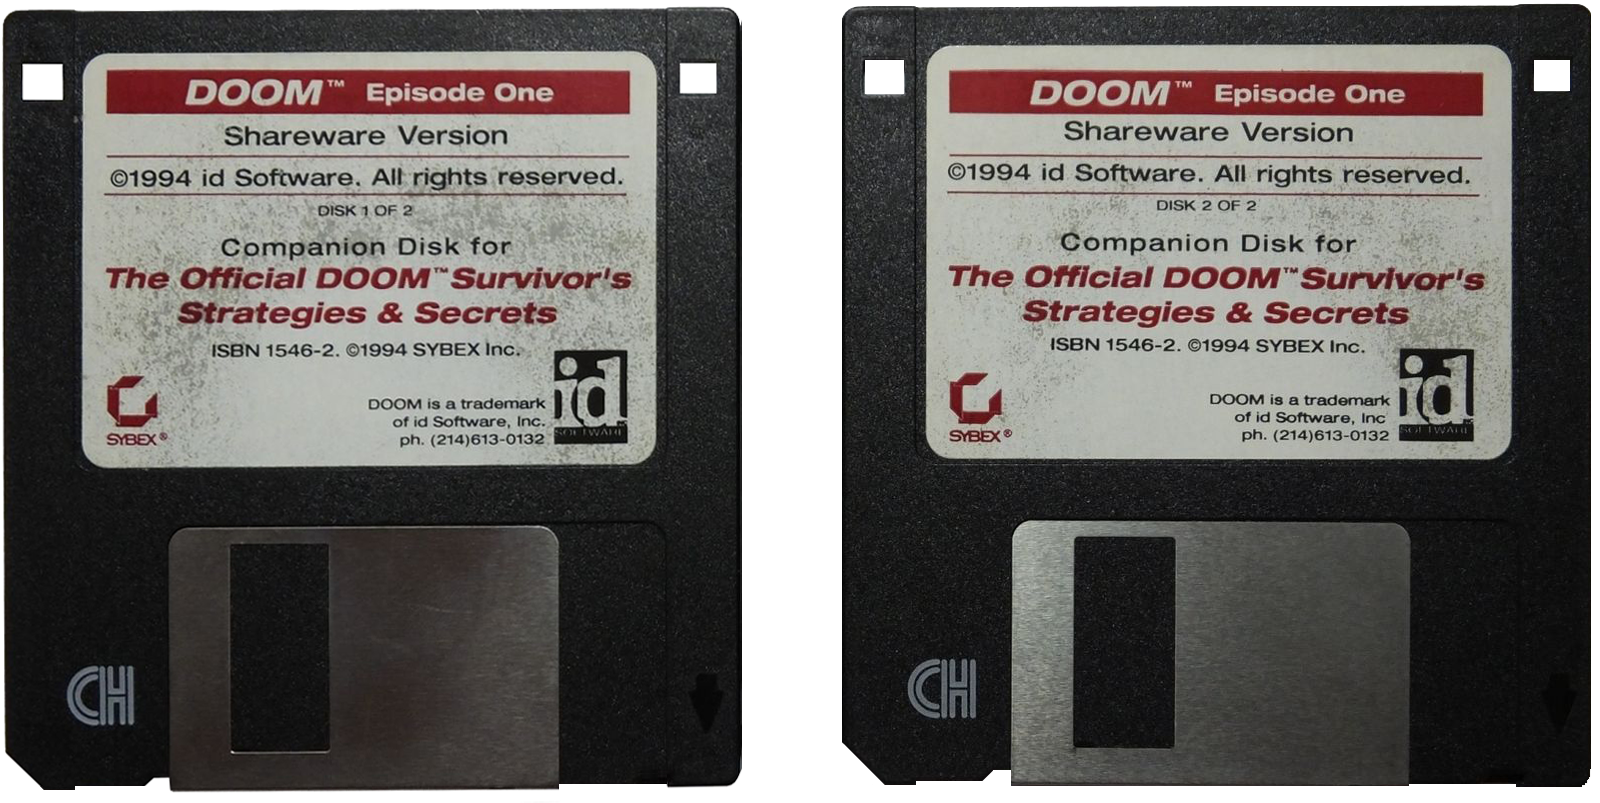 DOOM™ Episode One
Shareware Version
©1994 id Software. All rights reserved.
DISK 1 OF 2
Companion Disk for
The Official DOOM™ Survivor's
Strategies & Secrets
ISBN 1546-2. ©1994 SYBEX Inc.
DOOM is a trademark
of id Software, Inc.
ph. (214)613-0132
SYBEX®
id
SOFTWARE
CH
DOOM™ Episode One
Shareware Version
©1994 id Software. All rights reserved.
DISK 2 OF 2
Companion Disk for
The Official DOOM™ Survivor's
Strategies & Secrets
ISBN 1546-2. ©1994 SYBEX Inc.
DOOM is a trademark
of id Software, Inc
ph. (214)613-0132
SYBEX®
id
SOFTWARE
CH